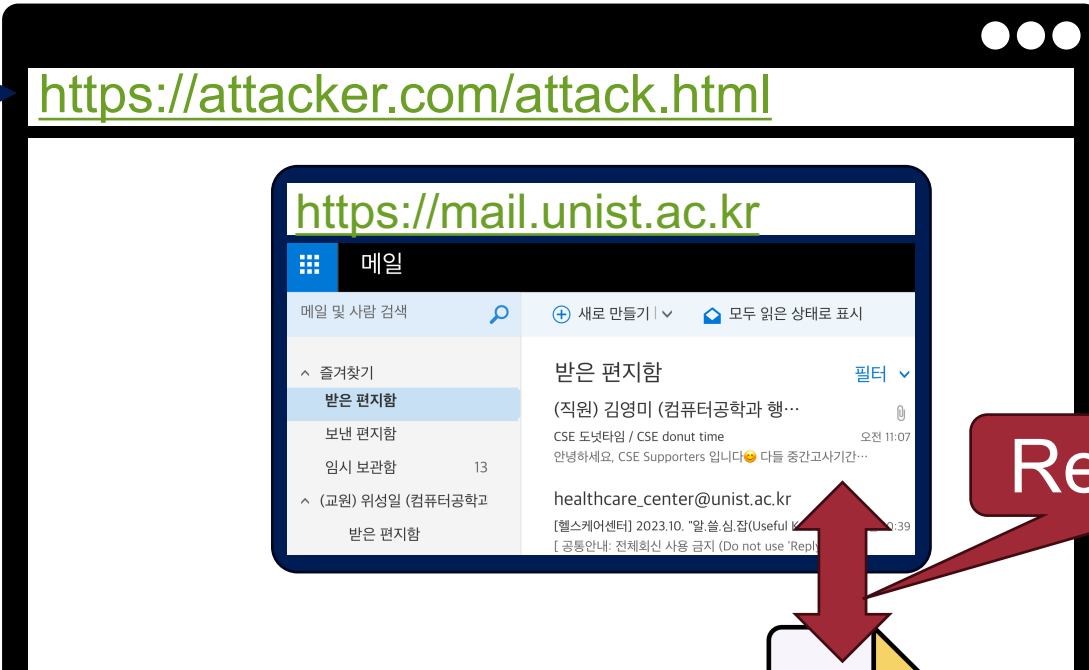 https://attacker.com/attack.html
https://mail.unist.ac.kr
메일
메일 및 사람 검색
새로 만들기
모두 읽은 상태로 표시
즐겨찾기
받은 편지함
보낸 편지함
임시 보관함 13
(교원) 위성일 (컴퓨터공학과
받은 편지함
받은 편지함
필터
(직원) 김영미 (컴퓨터공학과 행…
CSE 도넛타임 / CSE donut time 오전 11:07
안녕하세요, CSE Supporters 입니다😊 다들 중간고사기간…
healthcare_center@unist.ac.kr
[헬스케어센터] 2023.10. "알.쓸.심.잡(Useful
[ 공통안내: 전체회신 사용 금지 (Do not use 'Reply
Re